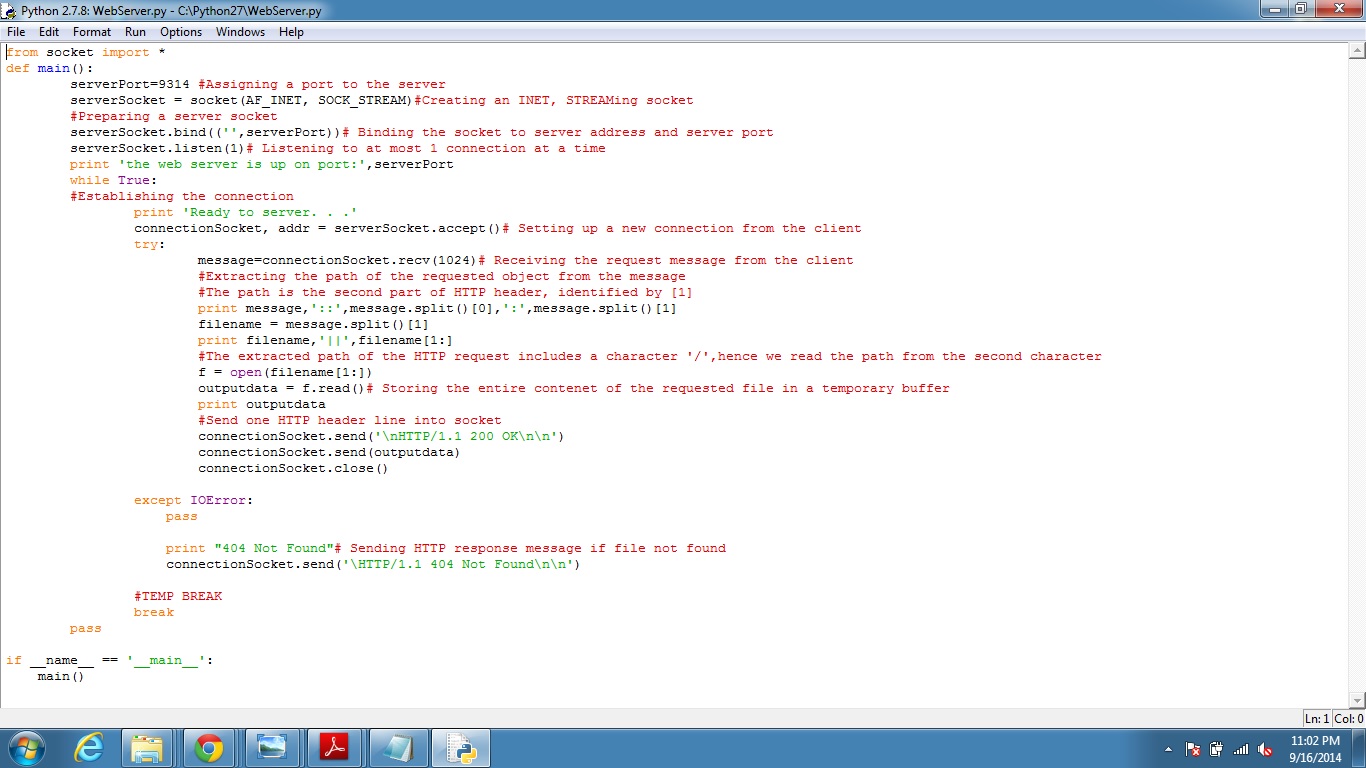 Python 2.7.8: WebServer.py - C:\Python27\WebServer.py
File Edit Format Run Options Windows Help
from socket import *
def main():
        serverPort=9314 #Assigning a port to the server
        serverSocket = socket(AF_INET, SOCK_STREAM)#Creating an INET, STREAMing socket
        #Preparing a server socket
        serverSocket.bind(('',serverPort))# Binding the socket to server address and server port
        serverSocket.listen(1)# Listening to at most 1 connection at a time
        print 'the web server is up on port:',serverPort
        while True:
        #Establishing the connection
                print 'Ready to server. . .'
                connectionSocket, addr = serverSocket.accept()# Setting up a new connection from the client
                try:
                        message=connectionSocket.recv(1024)# Receiving the request message from the client
                        #Extracting the path of the requested object from the message
                        #The path is the second part of HTTP header, identified by [1]
                        print message,'::',message.split()[0],':',message.split()[1]
                        filename = message.split()[1]
                        print filename,'||',filename[1:]
                        #The extracted path of the HTTP request includes a character '/',hence we read the path from the second character
                        f = open(filename[1:])
                        outputdata = f.read()# Storing the entire contenet of the requested file in a temporary buffer
                        print outputdata
                        #Send one HTTP header line into socket
                        connectionSocket.send('\nHTTP/1.1 200 OK\n\n')
                        connectionSocket.send(outputdata)
                        connectionSocket.close()
                except IOError:
                    pass
                    print "404 Not Found"# Sending HTTP response message if file not found
                    connectionSocket.send('\HTTP/1.1 404 Not Found\n\n')
                #TEMP BREAK
                break
        pass
if __name__ == '__main__':
    main()
Ln: 1 Col: 0
11:02 PM
9/16/2014